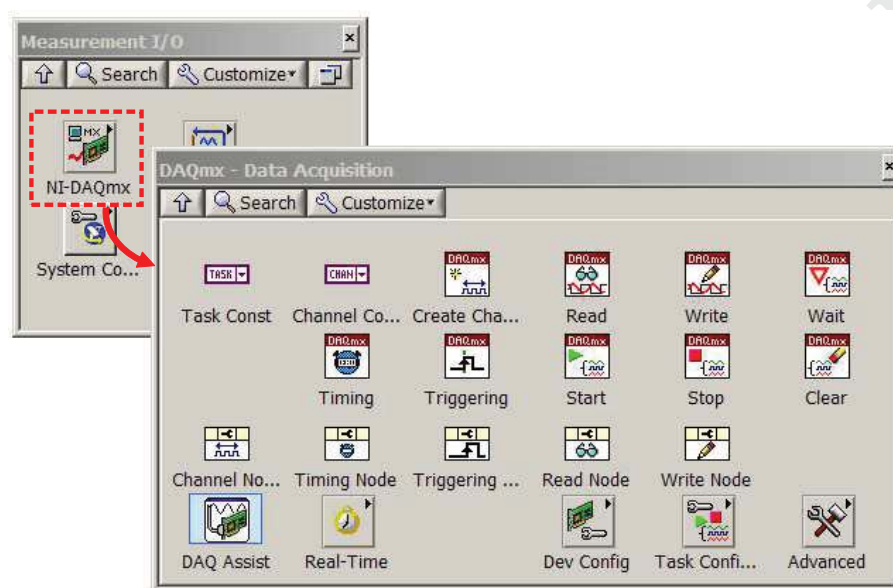 Measurement I/O
Search
Customize
MX
NI-DAQmx
System Co...
DAQmx - Data Acquisition
Search
Customize
TASK
CHAN
DAQmx
DAQmx
DAQmx
DAQmx
Task Const
Channel Co...
Create Cha...
Read
Write
Wait
DAQmx
DAQmx
DAQmx
DAQmx
DAQmx
Timing
Triggering
Start
Stop
Clear
Channel No...
Timing Node
Triggering ...
Read Node
Write Node
DAQ Assist
Real-Time
Dev Config
Task Confi...
Advanced